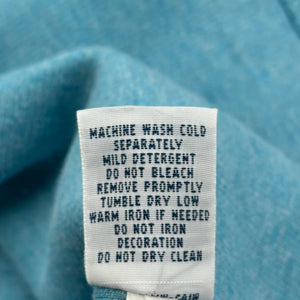 MACHINE WASH COLD
SEPARATELY
MILD DETERGENT
DO NOT BLEACH
REMOVE PROMPTLY
TUMBLE DRY LOW
WARM IRON IF NEEDED
DO NOT IRON
DECORATION
DO NOT DRY CLEAN